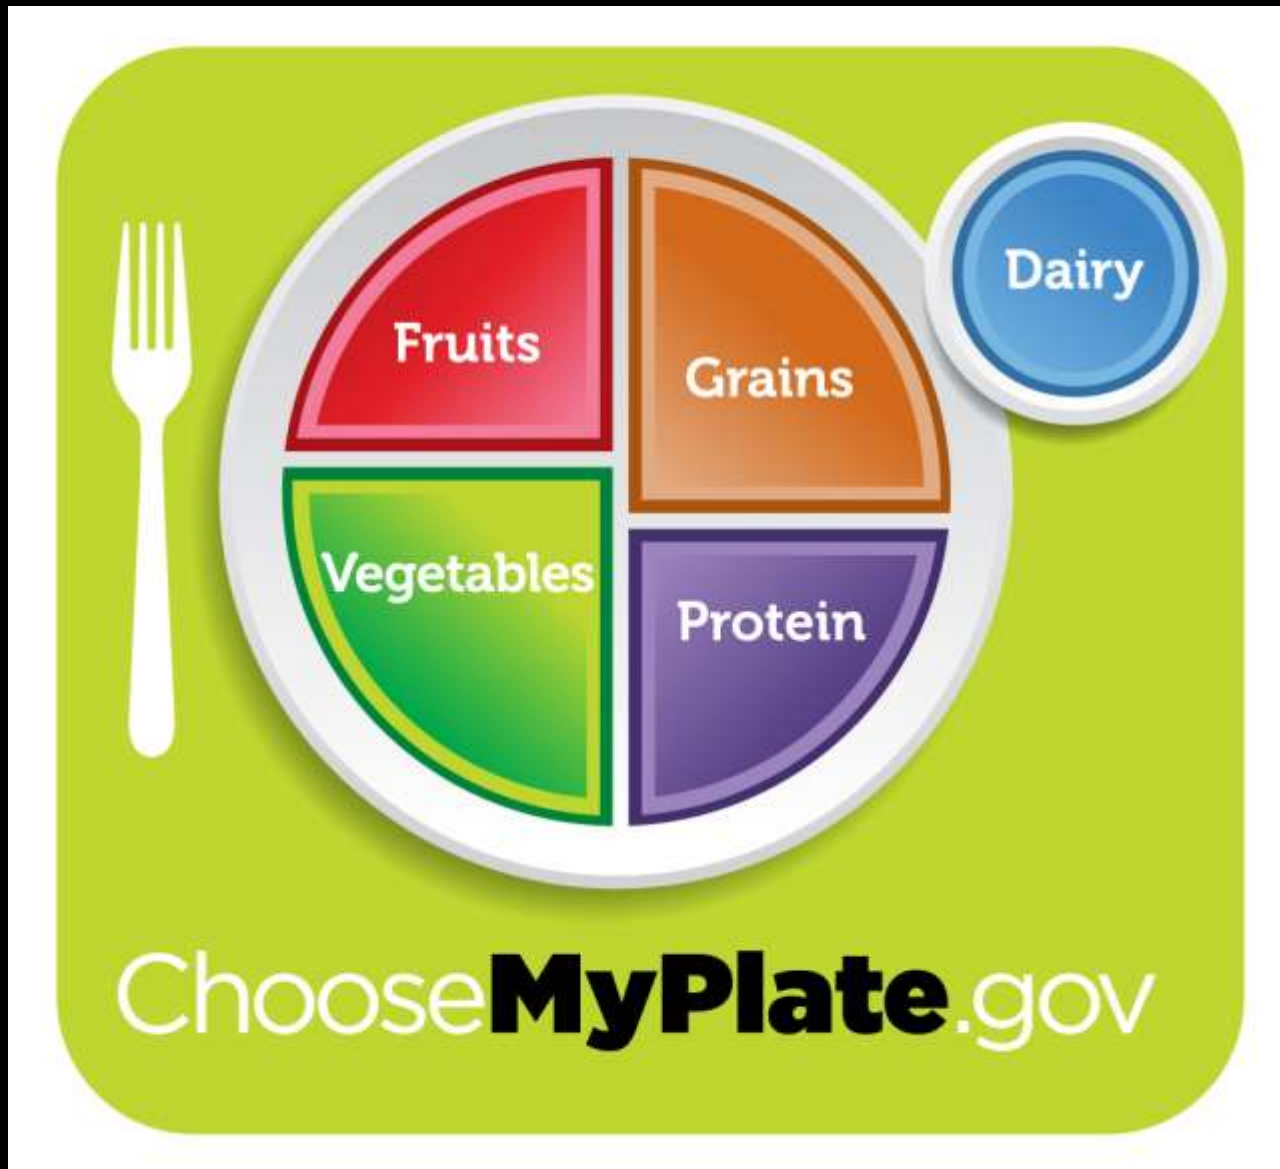 Fruits
Grains
Dairy
Vegetables
Protein
ChooseMyPlate.gov